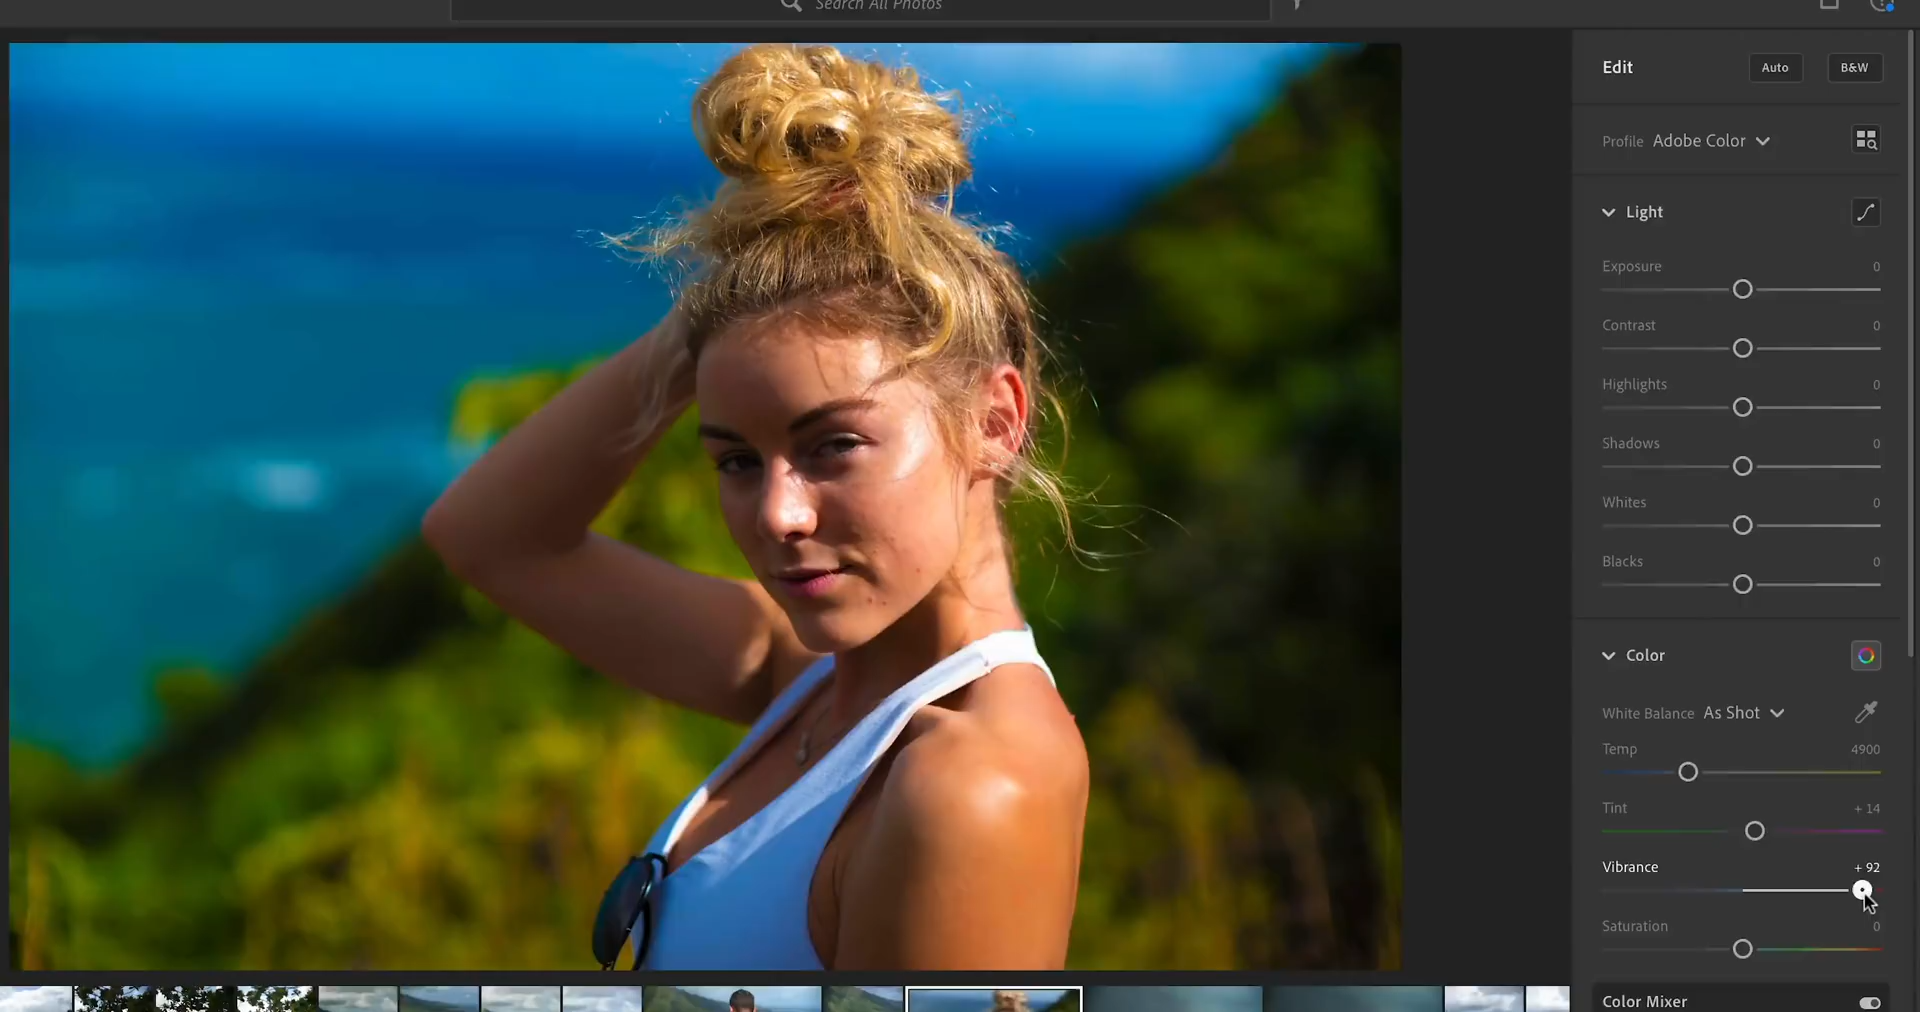 Search All Photos
Edit
Auto
B&W
Profile Adobe Color
Light
Exposure 0
Contrast 0
Highlights 0
Shadows 0
Whites 0
Blacks 0
Color
White Balance As Shot
Temp 4900
Tint + 14
Vibrance + 92
Saturation 0
Color Mixer